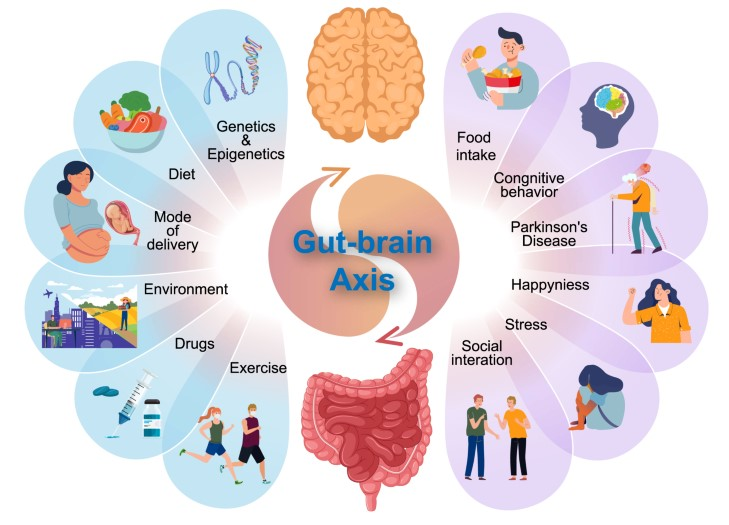 Genetics
&
Epigenetics
Diet
Mode
of
delivery
Environment
Drugs
Exercise
Gut-brain
Axis
Food
intake
Congnitive
behavior
Parkinson's
Disease
Happyniess
Stress
Social
interation